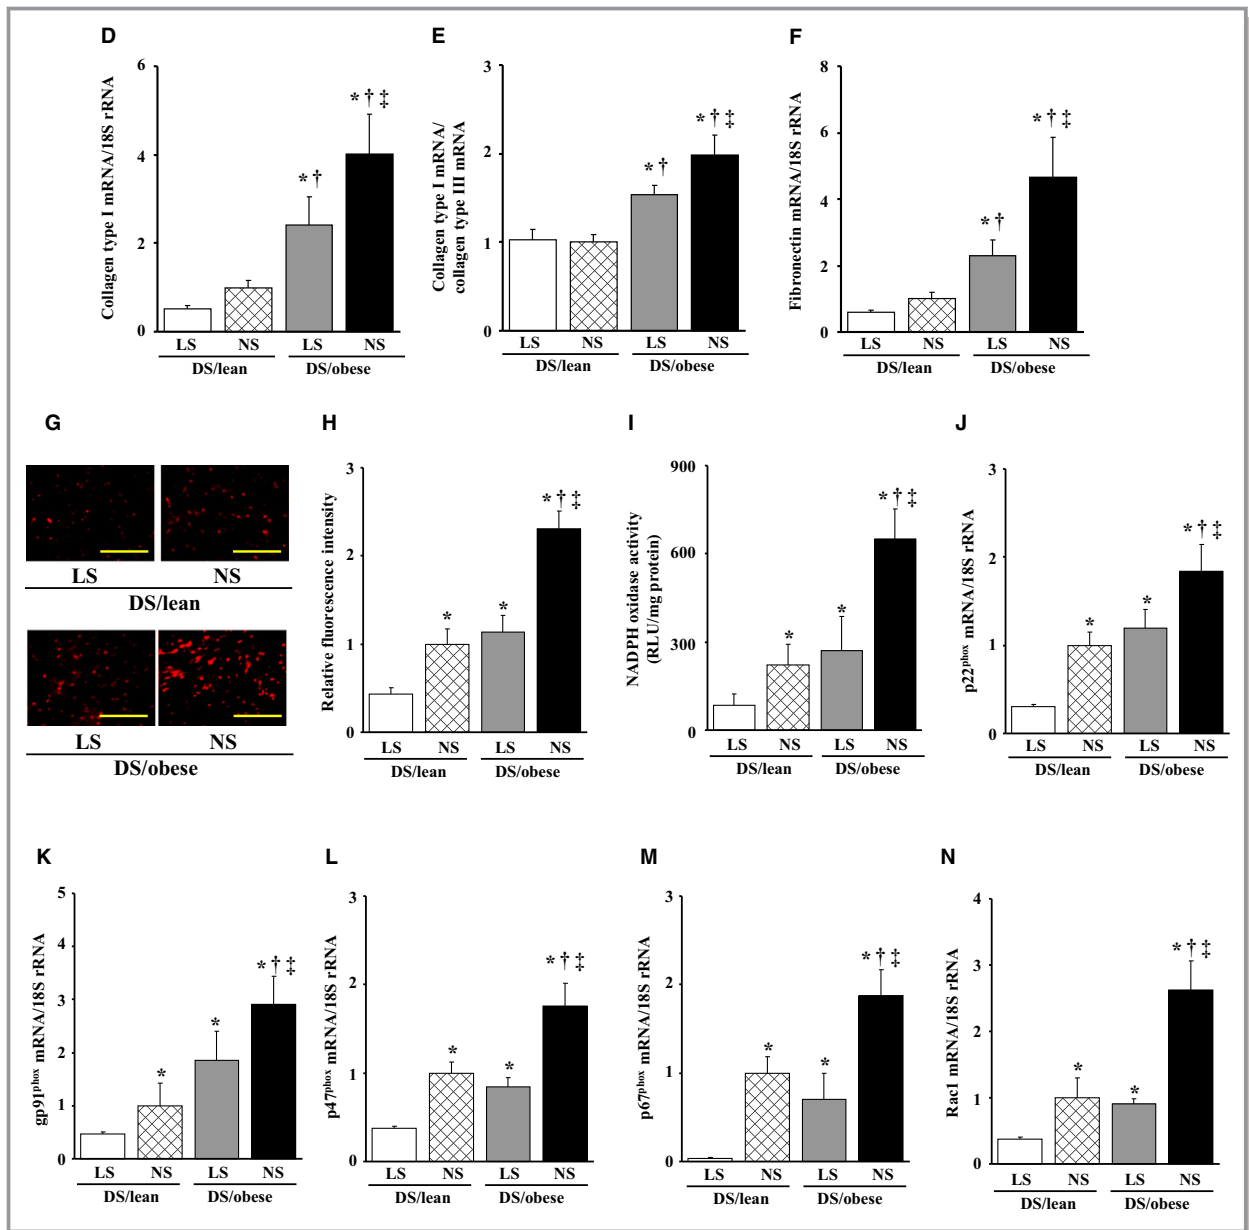 D
Collagen type I mRNA/18S rRNA
6
4
2
0
* †
* † ‡
LS NS LS NS
DS/lean DS/obese
E
Collagen type I mRNA/
collagen type III mRNA
3
2
1
0
* †
* † ‡
LS NS LS NS
DS/lean DS/obese
F
Fibronectin mRNA/18S rRNA
8
6
4
2
0
* †
* † ‡
LS NS LS NS
DS/lean DS/obese
G
LS NS
DS/lean
LS NS
DS/obese
H
Relative fluorescence intensity
3
2
1
0
*
*
* † ‡
LS NS LS NS
DS/lean DS/obese
I
NADPH oxidase activity
(RLU/mg protein)
900
600
300
0
*
*
* † ‡
LS NS LS NS
DS/lean DS/obese
J
p22phox mRNA/18S rRNA
3
2
1
0
*
*
* † ‡
LS NS LS NS
DS/lean DS/obese
K
gp91phox mRNA/18S rRNA
5
4
3
2
1
0
*
*
* † ‡
LS NS LS NS
DS/lean DS/obese
L
p47phox mRNA/18S rRNA
3
2
1
0
*
*
* † ‡
LS NS LS NS
DS/lean DS/obese
M
p67phox mRNA/18S rRNA
3
2
1
0
*
*
* † ‡
LS NS LS NS
DS/lean DS/obese
N
Rac1 mRNA/18S rRNA
4
3
2
1
0
*
*
* † ‡
LS NS LS NS
DS/lean DS/obese